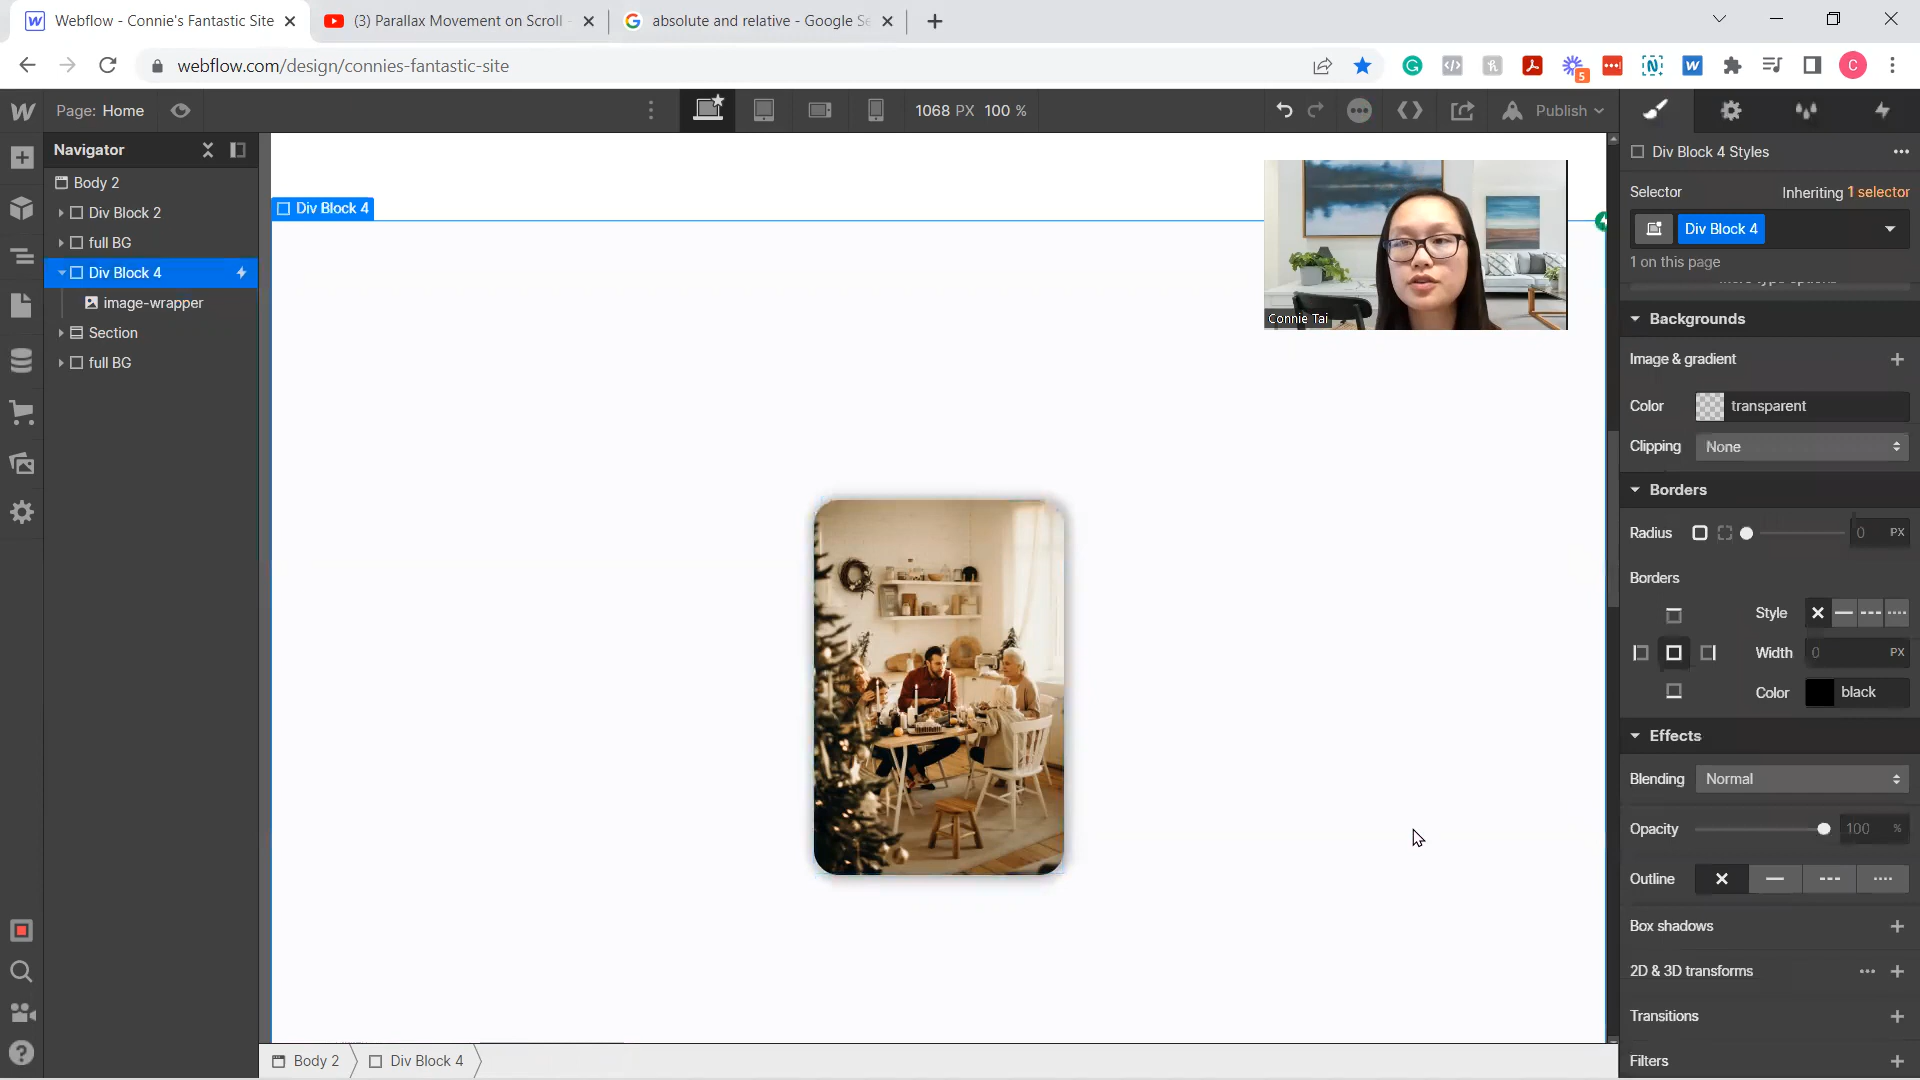 Webflow - Connie's Fantastic Site
(3) Parallax Movement on Scroll -
absolute and relative - Google Se
webflow.com/design/connies-fantastic-site
5
C
Page: Home
1068 PX 100 %
Publish
Navigator
Body 2
Div Block 2
full BG
Div Block 4
image-wrapper
Section
full BG
Div Block 4
Connie Tai
Div Block 4 Styles
Selector
Inheriting 1 selector
Div Block 4
1 on this page
More type options
Backgrounds
Image & gradient
Color
transparent
Clipping
None
Borders
Radius
0 PX
Borders
Style
Width
0 PX
Color
black
Effects
Blending
Normal
Opacity
100 %
Outline
Box shadows
2D & 3D transforms
Transitions
Filters
Body 2
Div Block 4